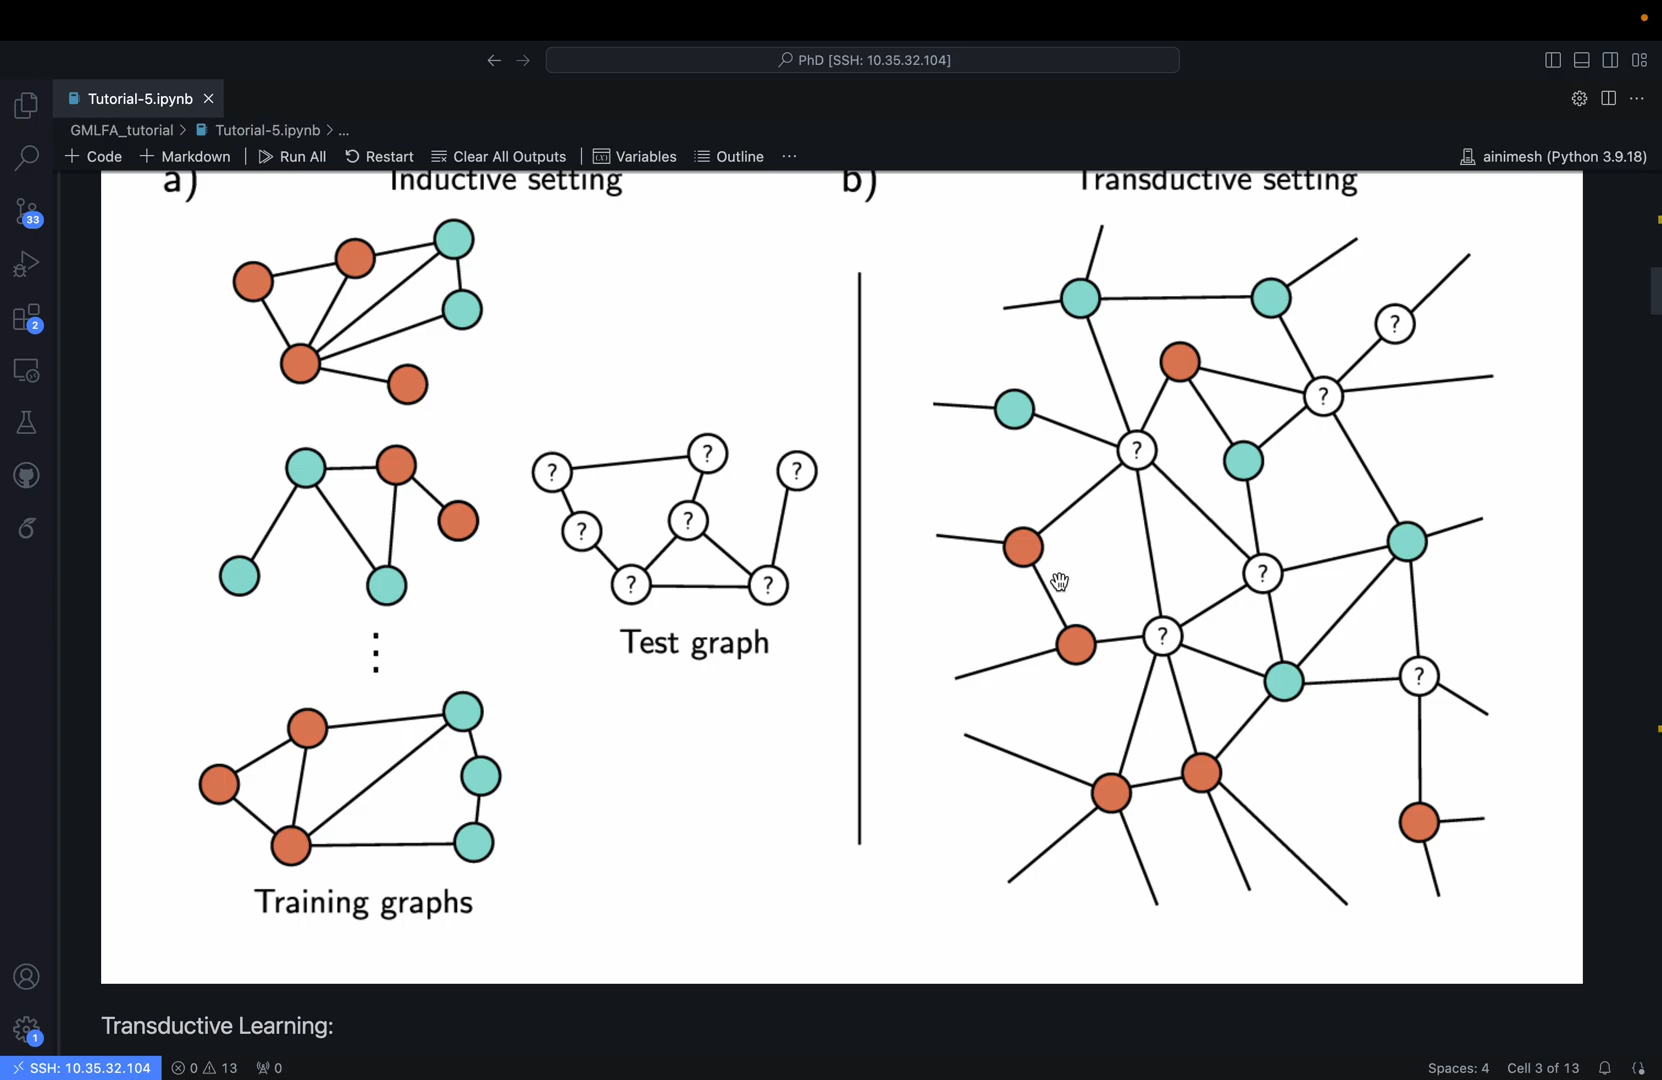 PhD [SSH: 10.35.32.104]
Tutorial-5.ipynb
GMLFA_tutorial > Tutorial-5.ipynb > ...
+ Code + Markdown Run All Restart Clear All Outputs Variables Outline ... ainimesh (Python 3.9.18)
a) Inductive setting b) Transductive setting
33
2
?
?
?
?
?
?
?
?
?
?
?
?
?
Test graph
Training graphs
Transductive Learning:
1
SSH: 10.35.32.104 0 13 0 Spaces: 4 Cell 3 of 13